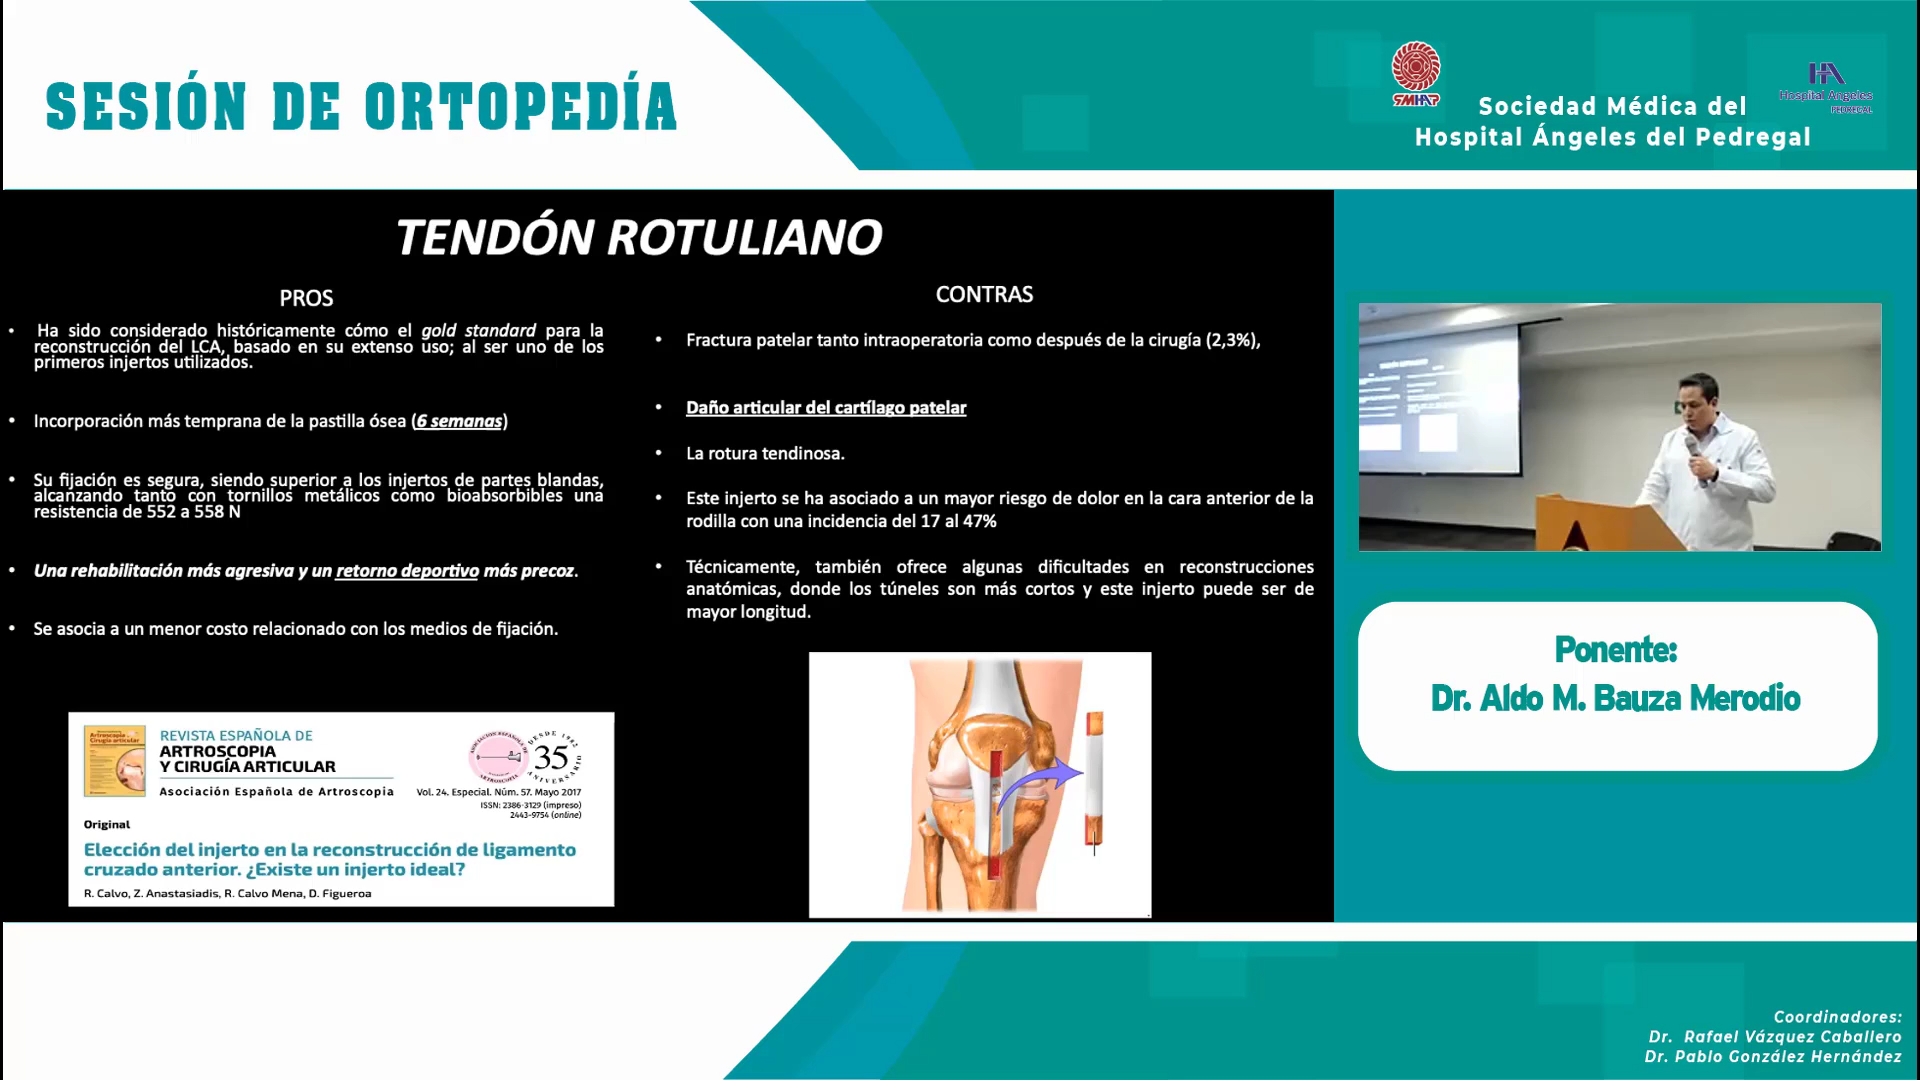 SESIÓN DE ORTOPEDÍA
SMHAP
Sociedad Médica del
Hospital Ángeles del Pedregal
HA
Hospital Angeles
PEDREGAL
TENDÓN ROTULIANO
PROS
• Ha sido considerado históricamente cómo el gold standard para la
reconstrucción del LCA, basado en su extenso uso; al ser uno de los
primeros injertos utilizados.
• Incorporación más temprana de la pastilla ósea (6 semanas)
• Su fijación es segura, siendo superior a los injertos de partes blandas,
alcanzando tanto con tornillos metálicos como bioabsorbibles una
resistencia de 552 a 558 N
• Una rehabilitación más agresiva y un retorno deportivo más precoz.
• Se asocia a un menor costo relacionado con los medios de fijación.
CONTRAS
• Fractura patelar tanto intraoperatoria como después de la cirugía (2,3%),
• Daño articular del cartílago patelar
• La rotura tendinosa.
• Este injerto se ha asociado a un mayor riesgo de dolor en la cara anterior de la
rodilla con una incidencia del 17 al 47%
• Técnicamente, también ofrece algunas dificultades en reconstrucciones
anatómicas, donde los túneles son más cortos y este injerto puede ser de
mayor longitud.
REVISTA ESPAÑOLA DE
ARTROSCOPIA
Y CIRUGÍA ARTICULAR
Asociación Española de Artroscopia
DESDE 1982
35
ANIVERSARIO
Vol. 24. Especial. Núm. 57. Mayo 2017
ISSN: 2386-3129 (impreso)
2443-9754 (online)
Original
Elección del injerto en la reconstrucción de ligamento
cruzado anterior. ¿Existe un injerto ideal?
R. Calvo, Z. Anastasiadis, R. Calvo Mena, D. Figueroa
Ponente:
Dr. Aldo M. Bauza Merodio
Coordinadores:
Dr. Rafael Vázquez Caballero
Dr. Pablo González Hernández